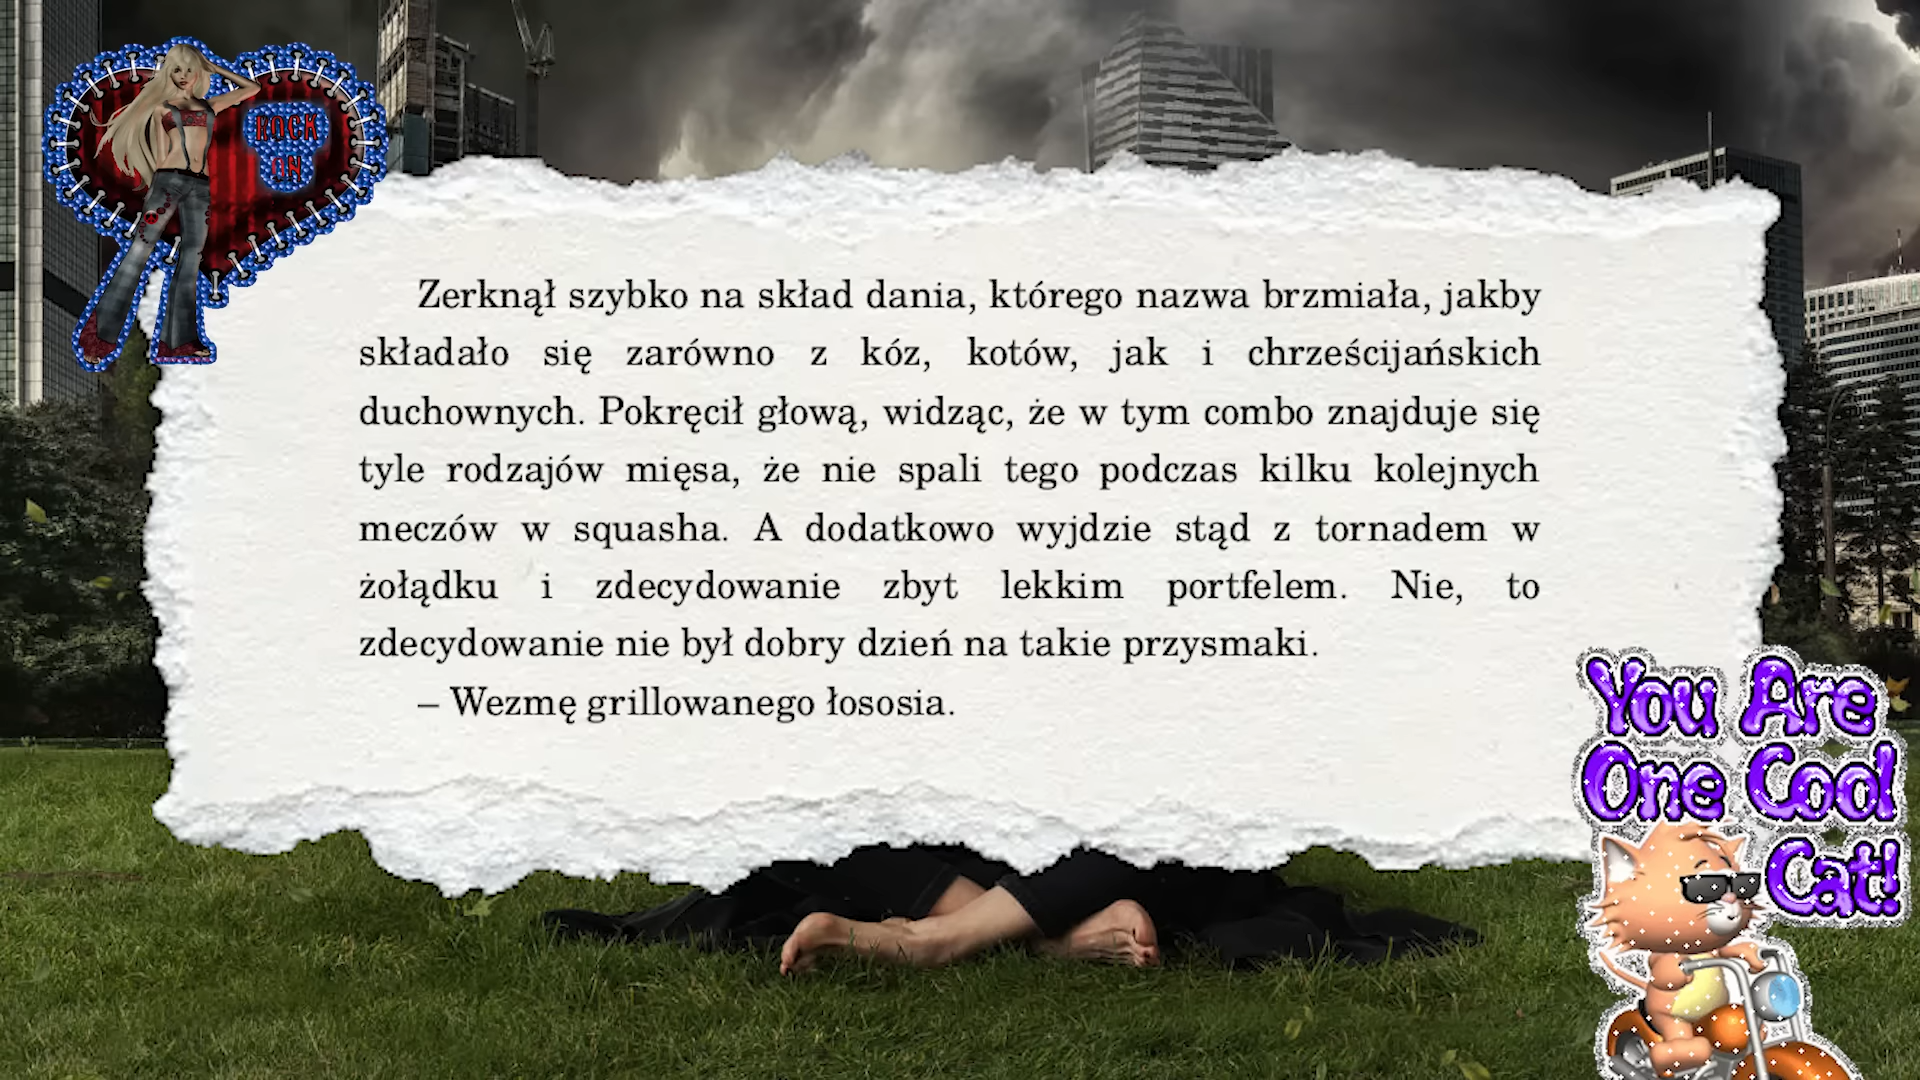 ROCK
ON
Zerknął szybko na skład dania, którego nazwa brzmiała, jakby
składało się zarówno z kóz, kotów, jak i chrześcijańskich
duchownych. Pokręcił głową, widząc, że w tym combo znajduje się
tyle rodzajów mięsa, że nie spali tego podczas kilku kolejnych
meczów w squasha. A dodatkowo wyjdzie stąd z tornadem w
żołądku i zdecydowanie zbyt lekkim portfelem. Nie, to
zdecydowanie nie był dobry dzień na takie przysmaki.
– Wezmę grillowanego łososia.
You Are
One Cool
Cat!